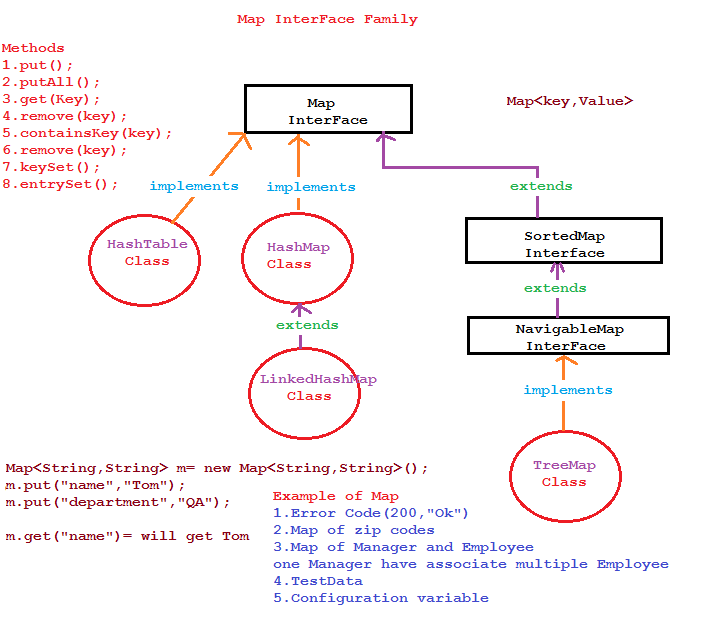 Map InterFace Family
Methods
1.put();
2.putAll();
3.get(Key);
4.remove(key);
5.containsKey(key);
6.remove(key);
7.keySet();
8.entrySet();
Map
InterFace
Map<key,Value>
implements
implements
extends
HashTable
Class
HashMap
Class
SortedMap
Interface
extends
extends
NavigableMap
InterFace
LinkedHashMap
Class
implements
TreeMap
Class
Map<String,String> m= new Map<String,String>();
m.put("name","Tom");
m.put("department","QA");
m.get("name")= will get Tom
Example of Map
1.Error Code(200,"Ok")
2.Map of zip codes
3.Map of Manager and Employee
one Manager have associate multiple Employee
4.TestData
5.Configuration variable